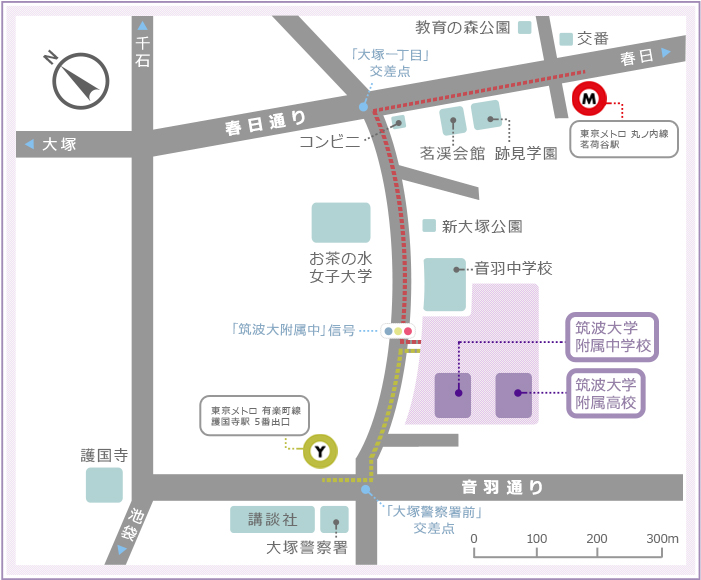 教育の森公園
交番
千石
N
「大塚一丁目」
交差点
春日
M
春日通り
コンビニ
茗渓会館
跡見学園
東京メトロ 丸ノ内線
茗荷谷駅
大塚
新大塚公園
お茶の水
女子大学
音羽中学校
「筑波大附属中」信号
筑波大学
附属中学校
筑波大学
附属高校
東京メトロ 有楽町線
護国寺駅 5番出口
Y
護国寺
音羽通り
池袋
講談社
「大塚警察署前」
交差点
大塚警察署
0 100 200 300m